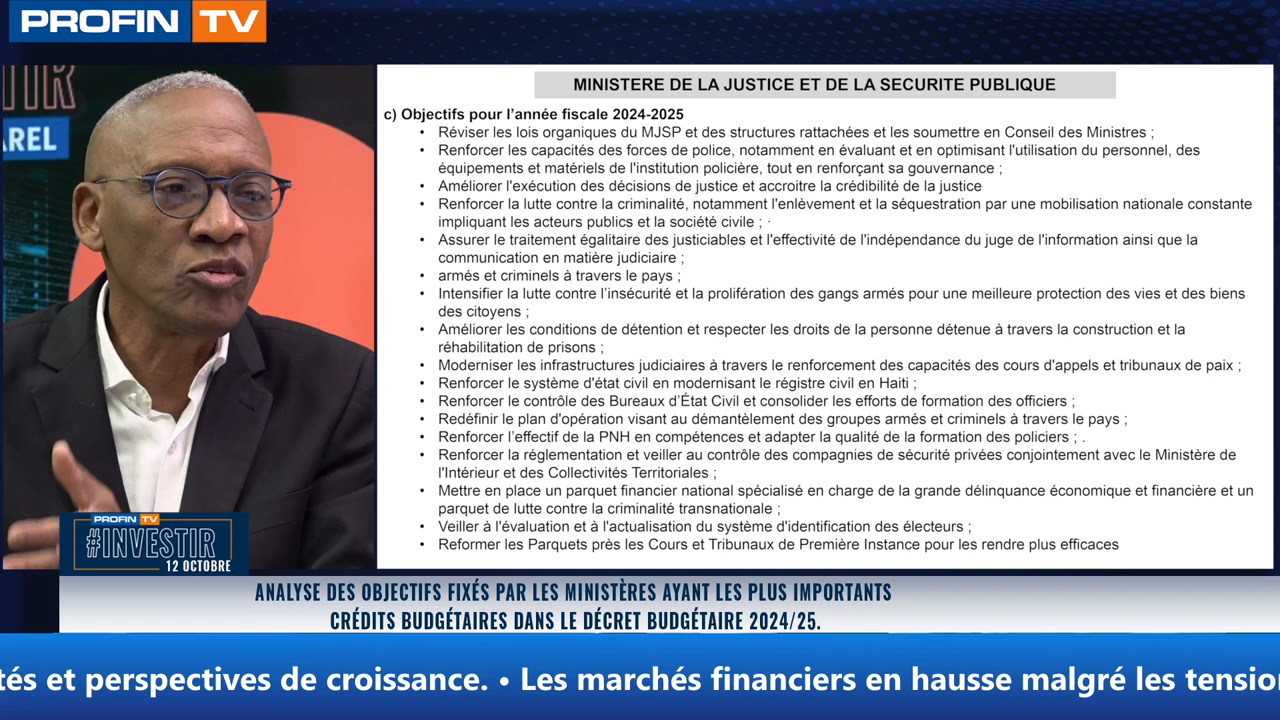 PROFIN TV
TIR
AREL
MINISTERE DE LA JUSTICE ET DE LA SECURITE PUBLIQUE
c) Objectifs pour l’année fiscale 2024-2025
• Réviser les lois organiques du MJSP et des structures rattachées et les soumettre en Conseil des Ministres ;
• Renforcer les capacités des forces de police, notamment en évaluant et en optimisant l'utilisation du personnel, des
équipements et matériels de l'institution policière, tout en renforçant sa gouvernance ;
• Améliorer l'exécution des décisions de justice et accroitre la crédibilité de la justice
• Renforcer la lutte contre la criminalité, notamment l'enlèvement et la séquestration par une mobilisation nationale constante
impliquant les acteurs publics et la société civile ; ·
• Assurer le traitement égalitaire des justiciables et l'effectivité de l'indépendance du juge de l'information ainsi que la
communication en matière judiciaire ;
• armés et criminels à travers le pays ;
• Intensifier la lutte contre l’insécurité et la prolifération des gangs armés pour une meilleure protection des vies et des biens
des citoyens ;
• Améliorer les conditions de détention et respecter les droits de la personne détenue à travers la construction et la
réhabilitation de prisons ;
• Moderniser les infrastructures judiciaires à travers le renforcement des capacités des cours d'appels et tribunaux de paix ;
• Renforcer le système d'état civil en modernisant le régistre civil en Haiti ;
• Renforcer le contrôle des Bureaux d’État Civil et consolider les efforts de formation des officiers ;
• Redéfinir le plan d'opération visant au démantèlement des groupes armés et criminels à travers le pays ;
• Renforcer l’effectif de la PNH en compétences et adapter la qualité de la formation des policiers ; .
• Renforcer la réglementation et veiller au contrôle des compagnies de sécurité privées conjointement avec le Ministère de
l'Intérieur et des Collectivités Territoriales ;
• Mettre en place un parquet financier national spécialisé en charge de la grande délinquance économique et financière et un
parquet de lutte contre la criminalité transnationale ;
• Veiller à l'évaluation et à l'actualisation du système d'identification des électeurs ;
• Reformer les Parquets près les Cours et Tribunaux de Première Instance pour les rendre plus efficaces
PROFIN TV
#INVESTIR
12 OCTOBRE
ANALYSE DES OBJECTIFS FIXÉS PAR LES MINISTÈRES AYANT LES PLUS IMPORTANTS
CRÉDITS BUDGÉTAIRES DANS LE DÉCRET BUDGÉTAIRE 2024/25.
tés et perspectives de croissance. • Les marchés financiers en hausse malgré les tension